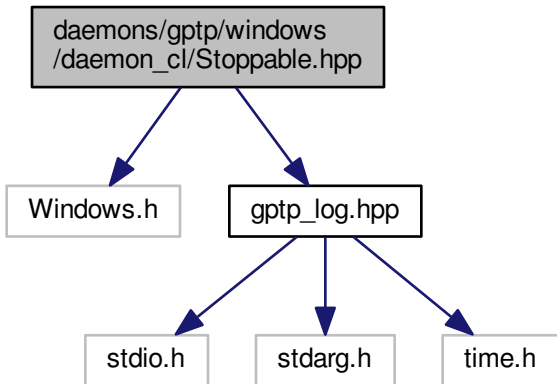 daemons/gptp/windows
/daemon_cl/Stoppable.hpp
Windows.h
gptp_log.hpp
stdio.h
stdarg.h
time.h